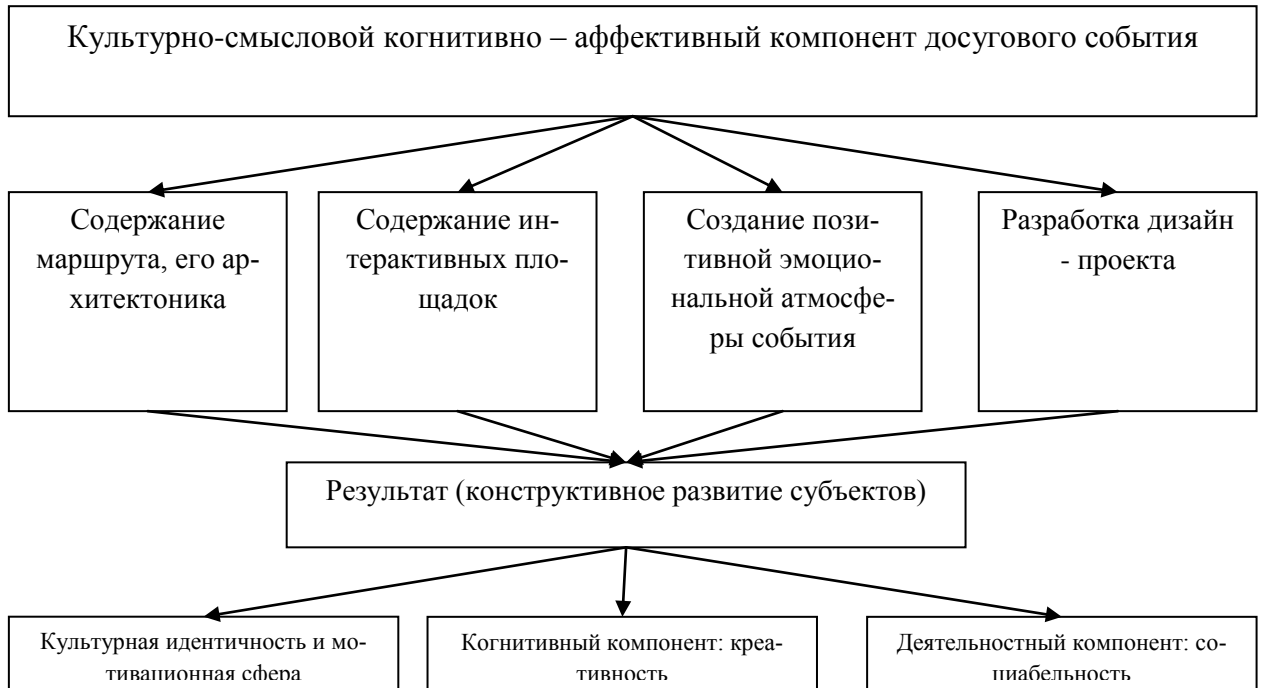 Культурно-смысловой когнитивно – аффективный компонент досугового события
Содержание
маршрута, его ар-
хитектоника
Содержание ин-
терактивных пло-
щадок
Создание пози-
тивной эмоцио-
нальной атмосфе-
ры события
Разработка дизайн
- проекта
Результат (конструктивное развитие субъектов)
Культурная идентичность и мо-
тивационная сфера
Когнитивный компонент: креа-
тивность
Деятельностный компонент: со-
циабельность